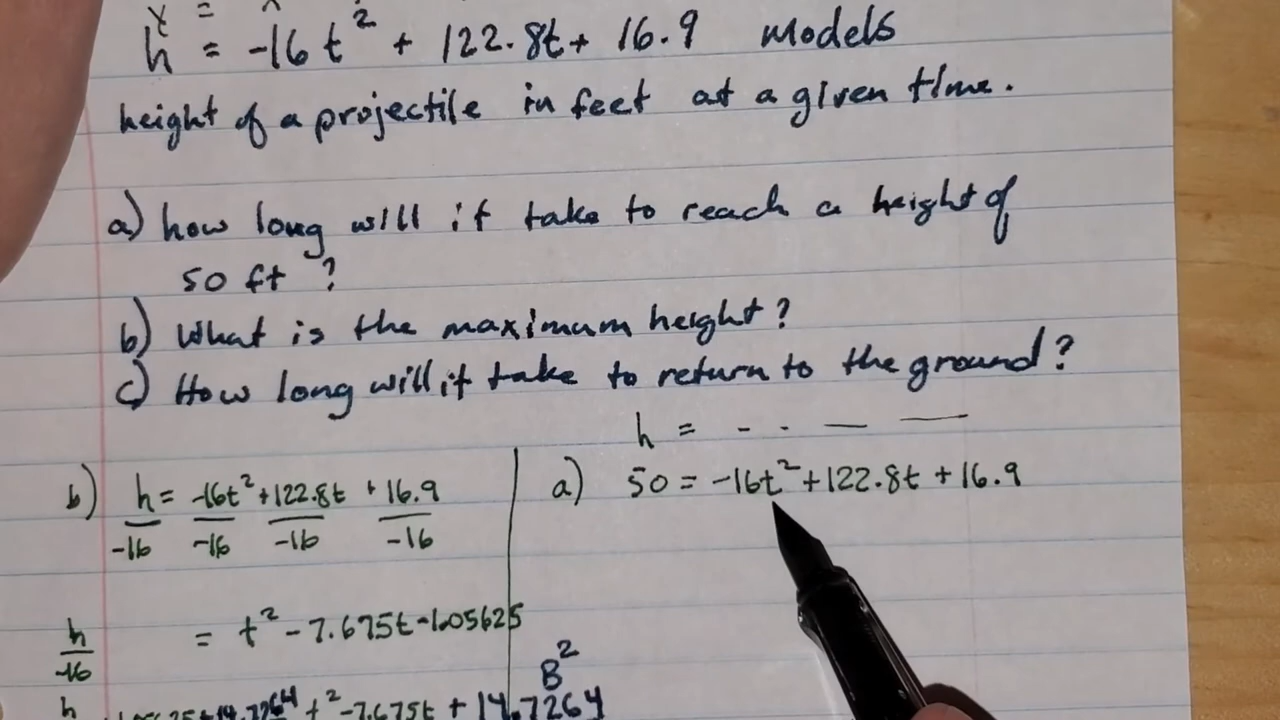 h = -16t² + 122.8t + 16.9 Models
height of a projectile in feet at a given time.
a) how long will it take to reach a height of
50 ft ?
b) What is the maximum height?
c) How long will it take to return to the ground?
h = - - — —
b) h = -16t² + 122.8t + 16.9
-16 -16 -16 -16
h/-16 = t² - 7.675t - 1.05625
B²
h t² - 7.675t + 14.7264
a) 50 = -16t² + 122.8t + 16.9